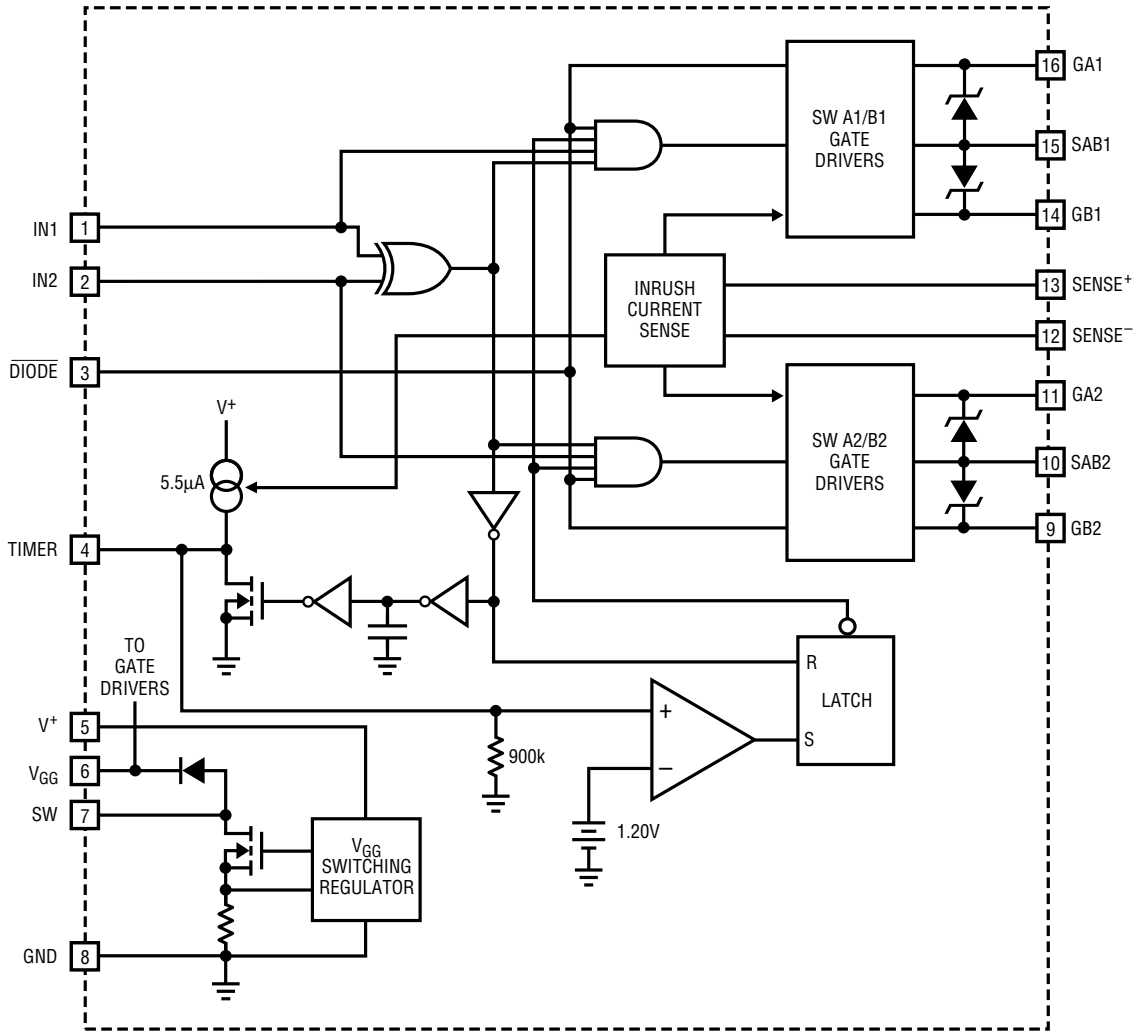 IN1
1
IN2
2
DIODE
3
V+
5.5µA
TIMER
4
TO
GATE
DRIVERS
V+
5
VGG
6
SW
7
GND
8
VGG
SWITCHING
REGULATOR
900k
1.20V
+
–
R
S
LATCH
INRUSH
CURRENT
SENSE
SW A1/B1
GATE
DRIVERS
SW A2/B2
GATE
DRIVERS
16
GA1
15
SAB1
14
GB1
13
SENSE+
12
SENSE–
11
GA2
10
SAB2
9
GB2